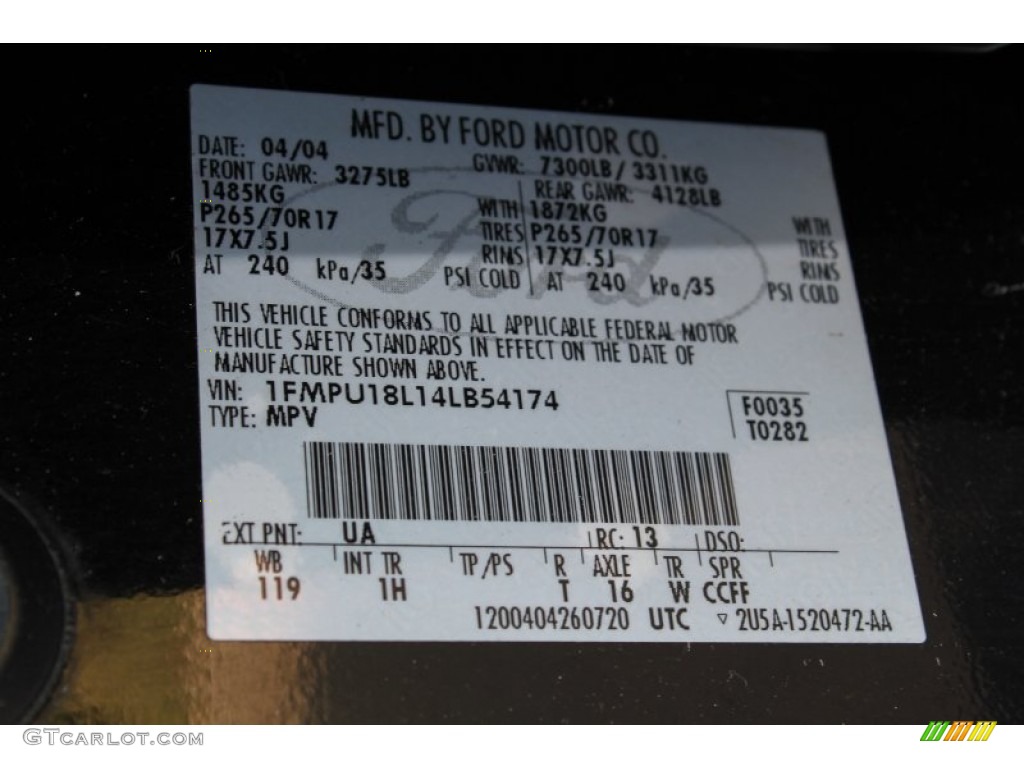 MFD. BY FORD MOTOR CO.
DATE: 04/04 GVWR: 7300LB / 3311KG
FRONT GAWR: 3275LB REAR GAWR: 4128LB
1485KG WITH 1872KG WITH
P265/70R17 TIRES P265/70R17 TIRES
17X7.5J RINS 17X7.5J RINS
AT 240 kPa/35 PSI COLD AT 240 kPa/35 PSI COLD
Ford
THIS VEHICLE CONFORMS TO ALL APPLICABLE FEDERAL MOTOR
VEHICLE SAFETY STANDARDS IN EFFECT ON THE DATE OF
MANUFACTURE SHOWN ABOVE.
VIN: 1FMPU18L14LB54174 F0035
TYPE: MPV T0282
EXT PNT: UA RC: 13 DSO:
WB INT TR TP/PS R AXLE TR SPR
119 1H T 16 W CCFF
1200404260720 UTC ▽ 2U5A-1520472-AA
GTCarlot.com